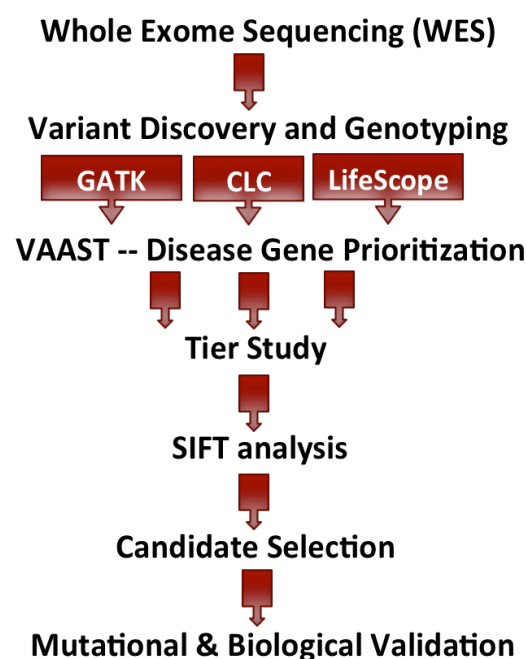 Whole Exome Sequencing (WES)
Variant Discovery and Genotyping
GATK CLC LifeScope
VAAST -- Disease Gene Prioritization
Tier Study
SIFT analysis
Candidate Selection
Mutational & Biological Validation